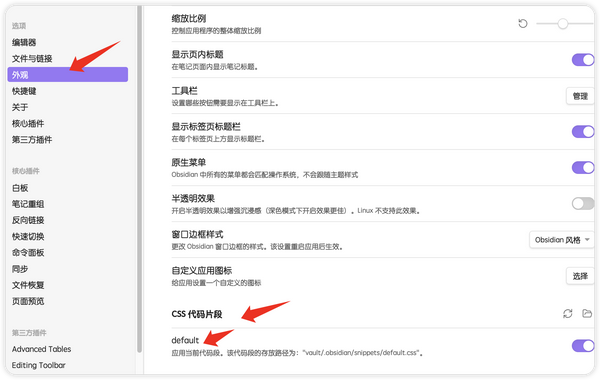 选项
编辑器
文件与链接
外观
快捷键
关于
核心插件
第三方插件
核心插件
白板
笔记重组
反向链接
快速切换
命令面板
同步
文件恢复
页面预览
第三方插件
Advanced Tables
Editing Toolbar
缩放比例
控制应用程序的整体缩放比例
显示页内标题
在笔记页面内显示笔记标题。
工具栏
设置哪些按钮需要显示在工具栏上。
管理
显示标签页标题栏
在每个标签页上方显示标题栏。
原生菜单
Obsidian 中所有的菜单都会匹配操作系统，不会跟随主题样式
半透明效果
开启半透明效果以增强沉浸感（深色模式下开启效果更佳）。Linux 不支持此效果。
窗口边框样式
更改 Obsidian 窗口边框的样式。该设置重启应用后生效。
Obsidian 风格
自定义应用图标
给应用设置一个自定义的图标
选择
CSS 代码片段
default
应用当前代码段。该代码段的存放路径为："vault/.obsidian/snippets/default.css"。